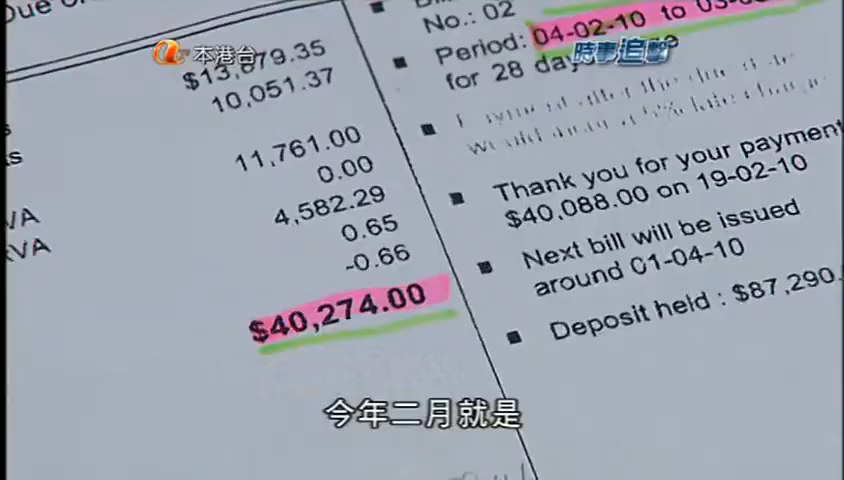 Due
本港台
時事追擊
$13,679.35
10,051.37
11,761.00
0.00
4,582.29
0.65
-0.66
$40,274.00
VA
No.: 02
Period: 04-02-10 to
for 28 days
Thank you for your payment
$40,088.00 on 19-02-10
Next bill will be issued
around 01-04-10
Deposit held : $87,290.
今年二月就是